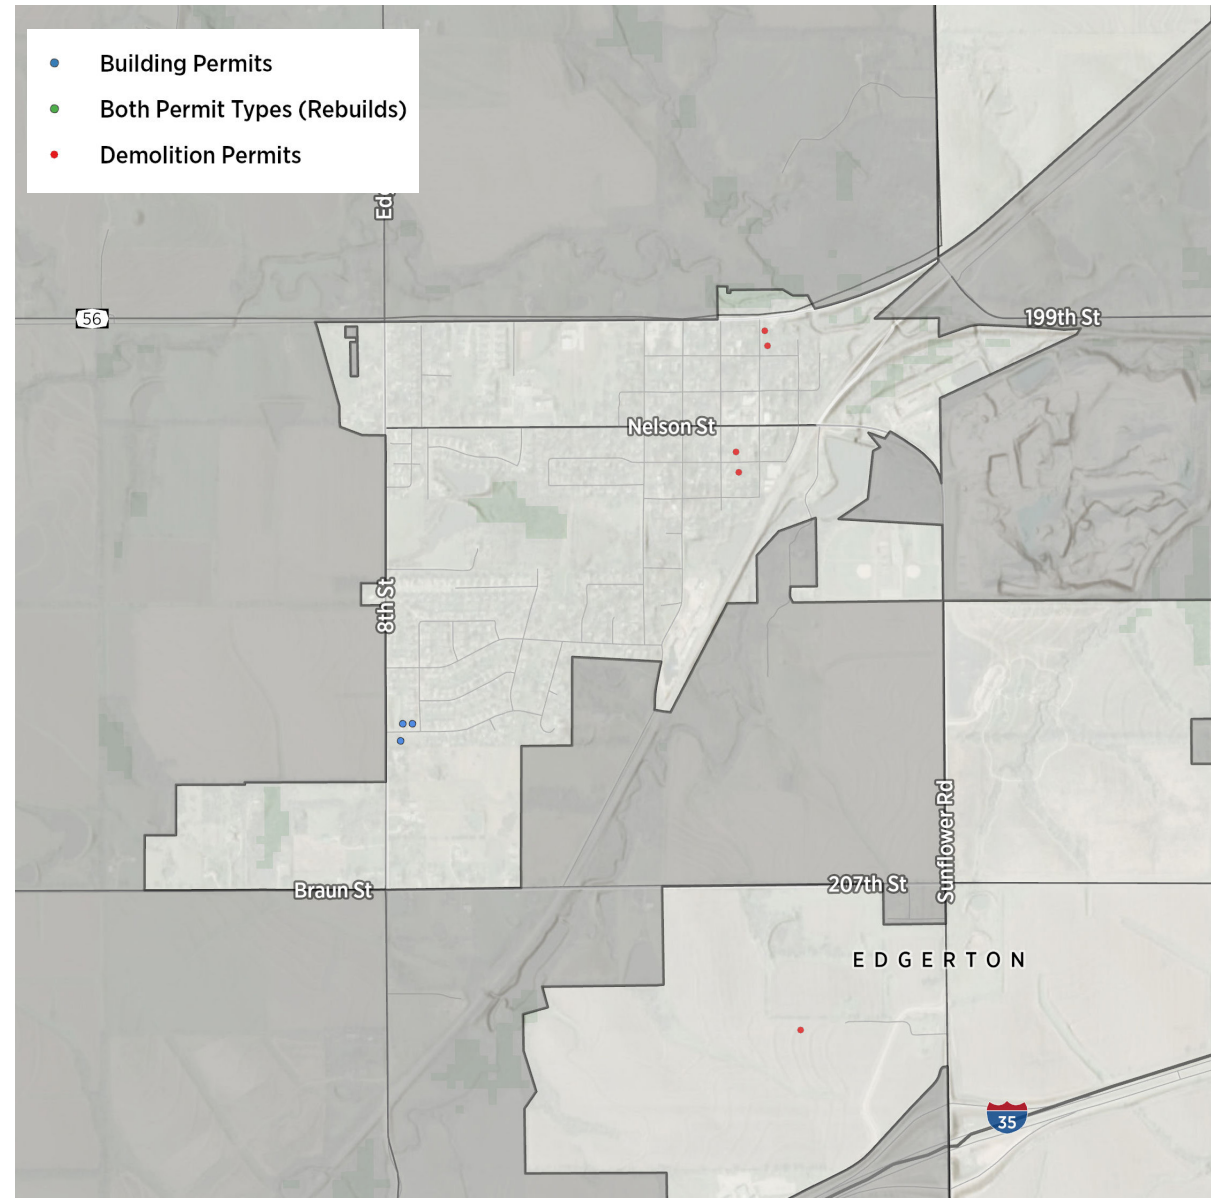 Building Permits
Both Permit Types (Rebuilds)
Demolition Permits
56
199th St
Nelson St
8th St
Sunflower Rd
Braun St
207th St
EDGERTON
35